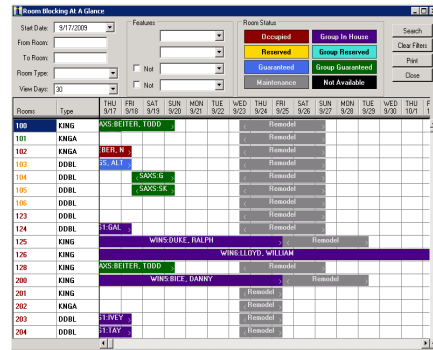 Room Blocking At A Glance
Start Date: 9/17/2009
From Room:
To Room:
Room Type:
View Days: 30
Features
Not
Not
Room Status
Occupied Group In House
Reserved Group Reserved
Guaranteed Group Guaranteed
Maintenance Not Available
Search
Clear Filters
Print
Close
Rooms Type THU 9/17 FRI 9/18 SAT 9/19 SUN 9/20 MON 9/21 TUE 9/22 WED 9/23 THU 9/24 FRI 9/25 SAT 9/26 SUN 9/27 MON 9/28 TUE 9/29 WED 9/30 THU 10/1 F
100 KING AXS:BEITER, TODD Remodel
101 KNGA Remodel
102 KNGA EBER, N Remodel
103 DDBL SS, ALT Remodel
104 DDBL SAXS:G Remodel
105 DDBL SAXS:SK Remodel
106 DDBL Remodel
123 DDBL Remodel
124 DDBL S1:GAL Remodel
125 KING WIN5:DUKE, RALPH Remodel
126 KING WIN6:LLOYD, WILLIAM
128 KING AXS:BEITER, TODD Remodel
200 KING WIN5:BICE, DANNY Remodel
201 KING Remodel
202 KNGA Remodel
203 DDBL S1:IVEY Remodel
204 DDBL S1:TAY Remodel